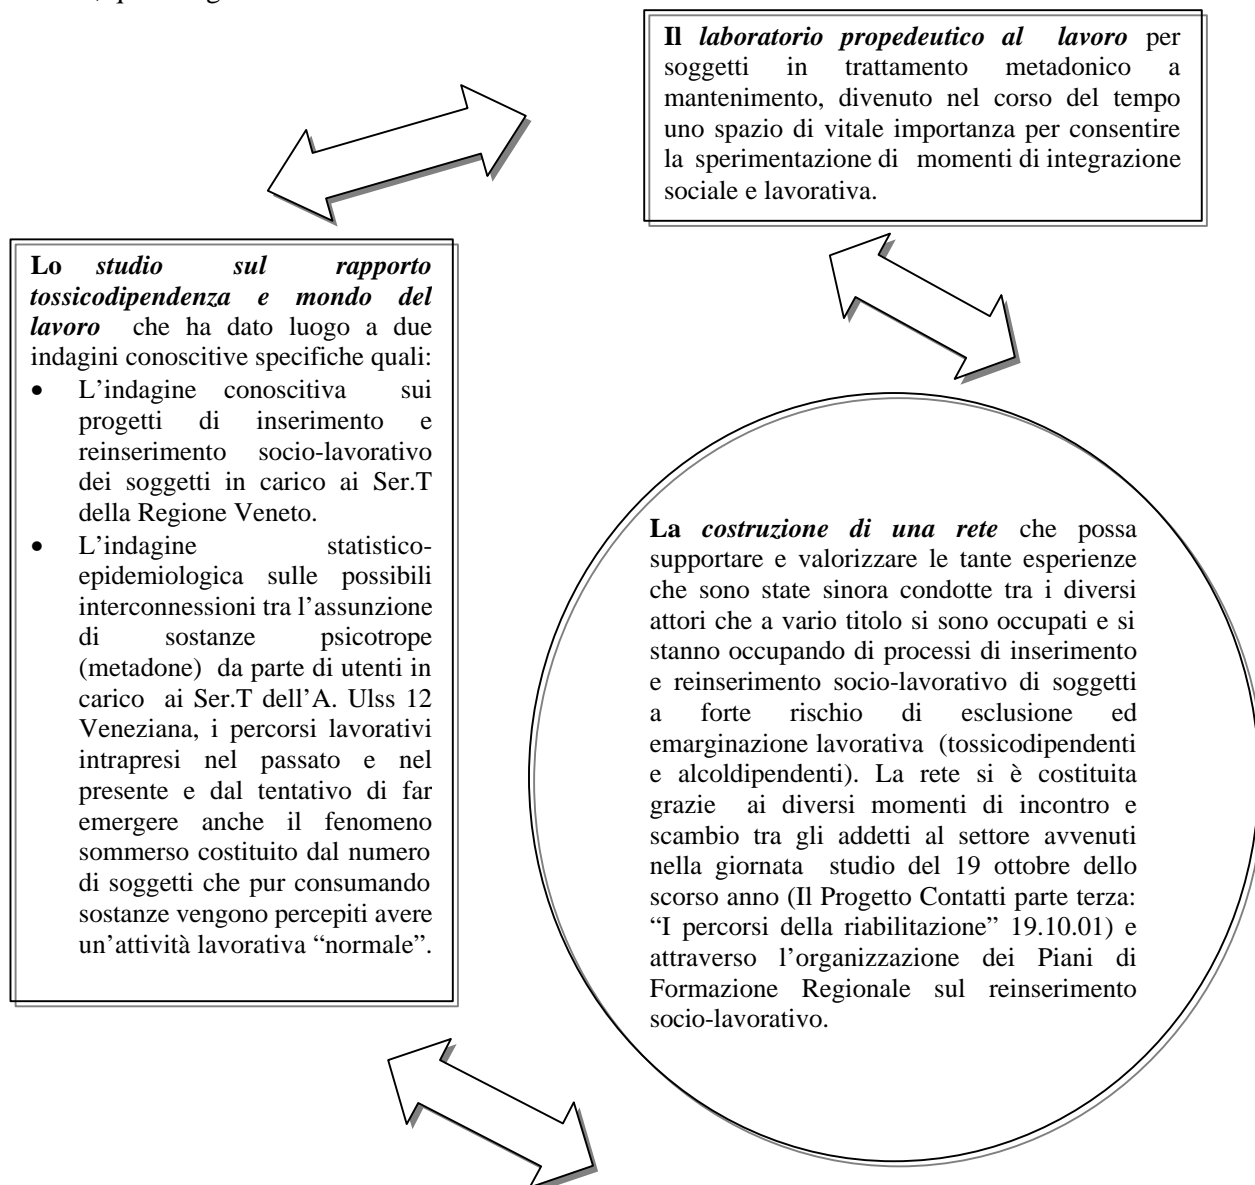 Il laboratorio propedeutico al lavoro per
soggetti in trattamento metadonico a
mantenimento, divenuto nel corso del tempo
uno spazio di vitale importanza per consentire
la sperimentazione di momenti di integrazione
sociale e lavorativa.
Lo studio sul rapporto
tossicodipendenza e mondo del
lavoro che ha dato luogo a due
indagini conoscitive specifiche quali:
• L’indagine conoscitiva sui
progetti di inserimento e
reinserimento socio-lavorativo
dei soggetti in carico ai Ser.T
della Regione Veneto.
• L’indagine statistico-
epidemiologica sulle possibili
interconnessioni tra l’assunzione
di sostanze psicotrope
(metadone) da parte di utenti in
carico ai Ser.T dell’A. Ulss 12
Veneziana, i percorsi lavorativi
intrapresi nel passato e nel
presente e dal tentativo di far
emergere anche il fenomeno
sommerso costituito dal numero
di soggetti che pur consumando
sostanze vengono percepiti avere
un’attività lavorativa “normale”.
La costruzione di una rete che possa
supportare e valorizzare le tante esperienze
che sono state sinora condotte tra i diversi
attori che a vario titolo si sono occupati e si
stanno occupando di processi di inserimento
e reinserimento socio-lavorativo di soggetti
a forte rischio di esclusione ed
emarginazione lavorativa (tossicodipendenti
e alcoldipendenti). La rete si è costituita
grazie ai diversi momenti di incontro e
scambio tra gli addetti al settore avvenuti
nella giornata studio del 19 ottobre dello
scorso anno (Il Progetto Contatti parte terza:
“I percorsi della riabilitazione” 19.10.01) e
attraverso l’organizzazione dei Piani di
Formazione Regionale sul reinserimento
socio-lavorativo.